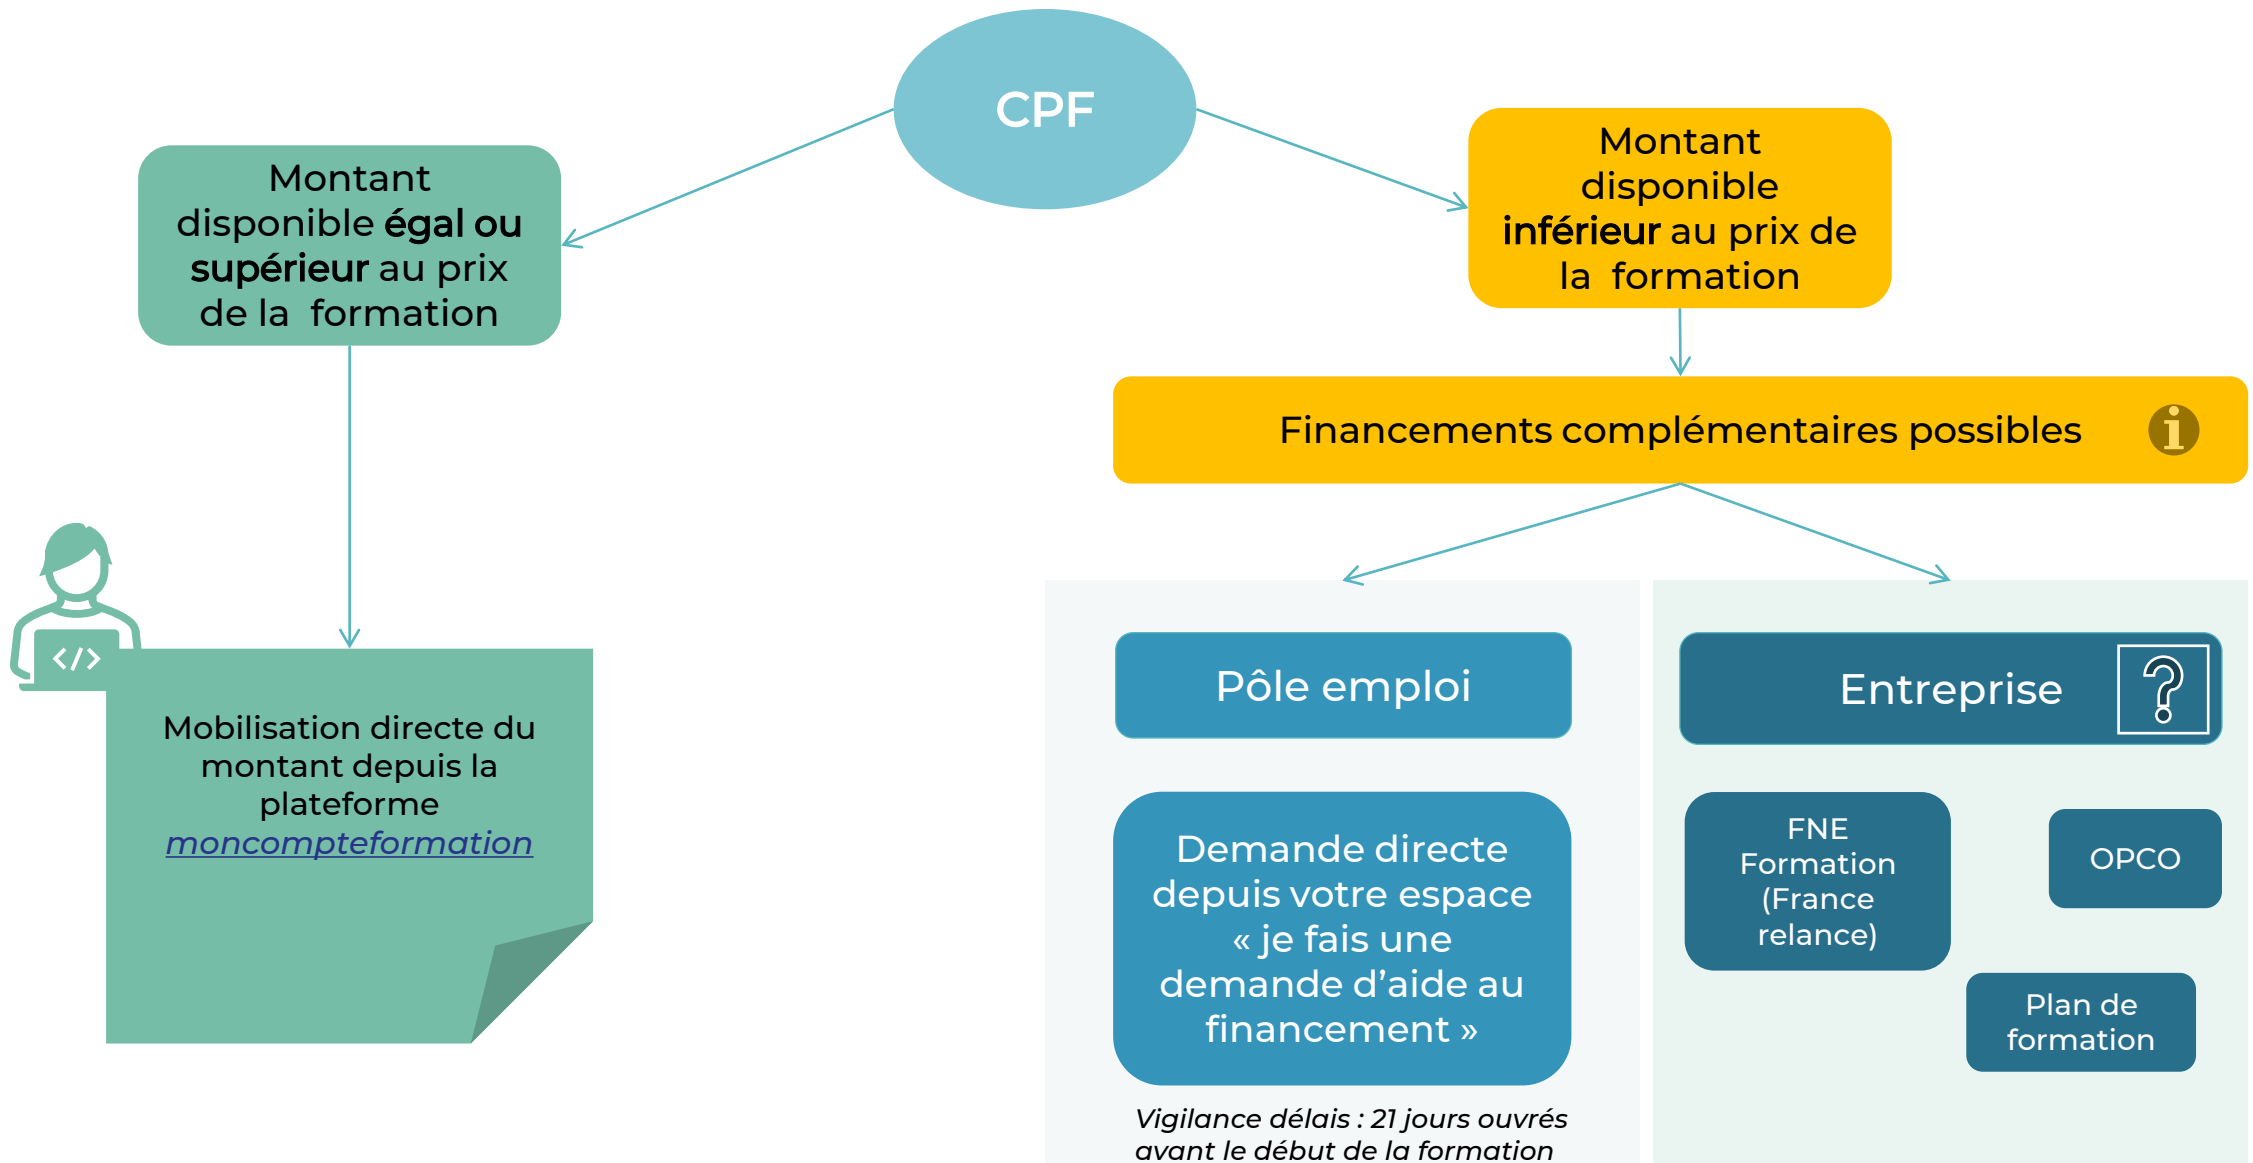 CPF
Montant
disponible égal ou
supérieur au prix
de la formation
Montant
disponible
inférieur au prix de
la formation
Financements complémentaires possibles
i
</>
Mobilisation directe du
montant depuis la
plateforme
moncompteformation
Pôle emploi
Demande directe
depuis votre espace
« je fais une
demande d’aide au
financement »
Vigilance délais : 21 jours ouvrés
avant le début de la formation
Entreprise
?
FNE
Formation
(France
relance)
OPCO
Plan de
formation